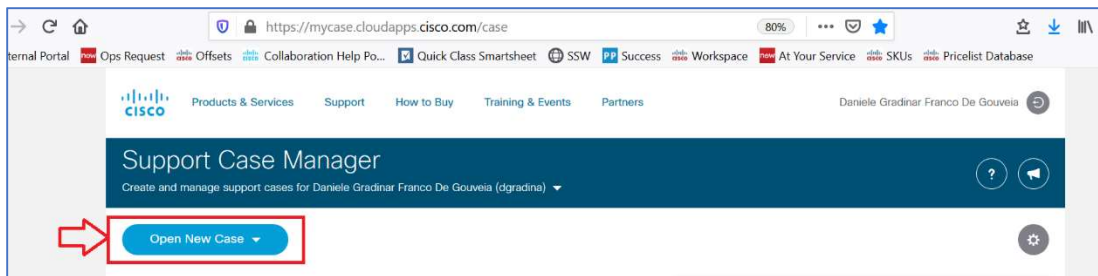 https://mycase.cloudapps.cisco.com/case 80%
ternal Portal now Ops Request Offsets Collaboration Help Po... Quick Class Smartsheet SSW PP Success Workspace now At Your Service SKUs Pricelist Database
CISCO Products & Services Support How to Buy Training & Events Partners Daniele Gradinar Franco De Gouveia
Support Case Manager
?
Create and manage support cases for Daniele Gradinar Franco De Gouveia (dgradina)
Open New Case